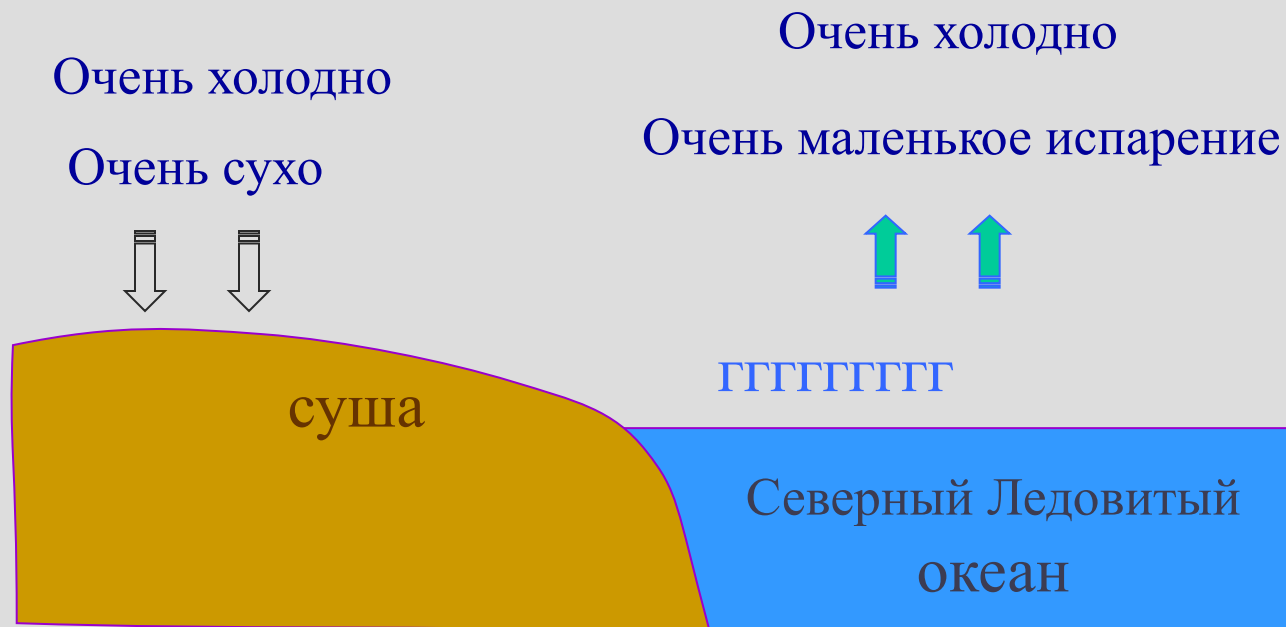 Очень холодно
Очень сухо
Очень холодно
Очень маленькое испарение
ГГГГГГГГГ
суша
Северный Ледовитый
океан